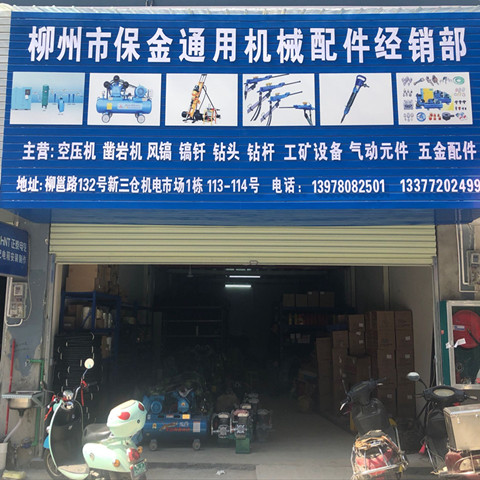 柳州市保金通用机械配件经销部
主营:空压机 凿岩机 风镐 镐钎 钻头 钻杆 工矿设备 气动元件 五金配件
地址:柳邕路132号新三仓机电市场1栋 113-114号 电话: 13978082501 13377202499